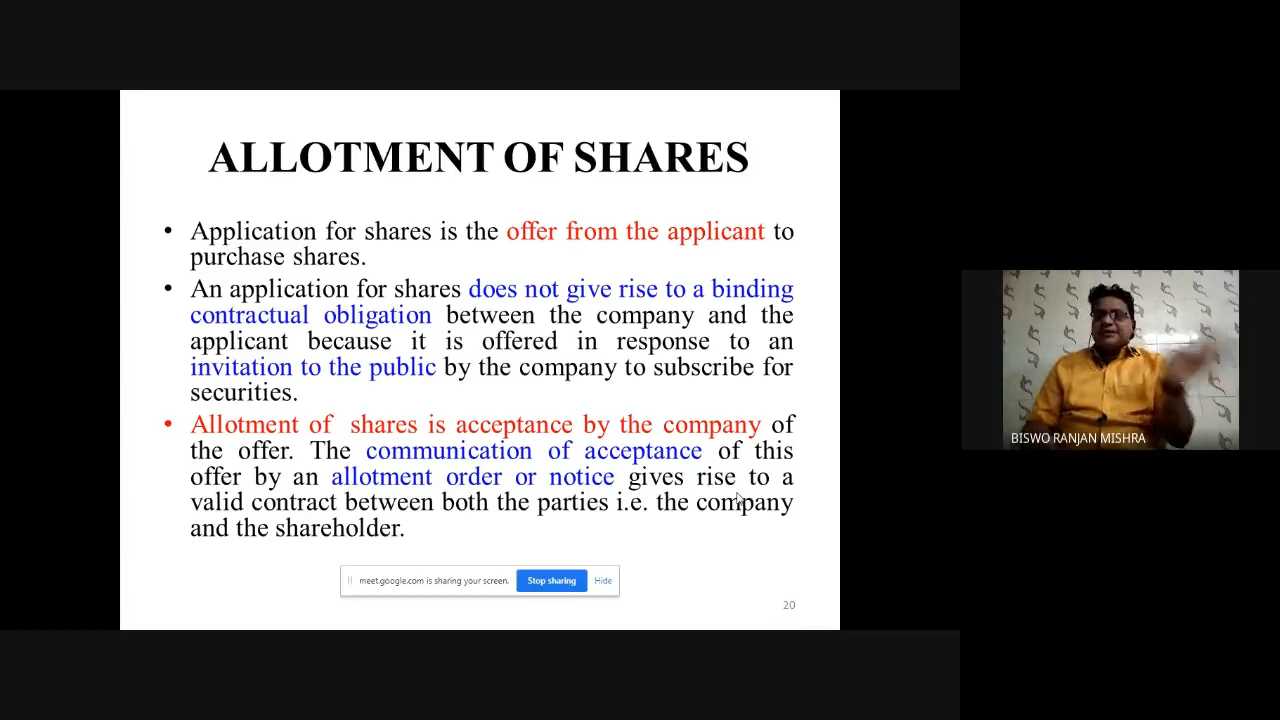 ALLOTMENT OF SHARES
• Application for shares is the offer from the applicant to
purchase shares.
• An application for shares does not give rise to a binding
contractual obligation between the company and the
applicant because it is offered in response to an
invitation to the public by the company to subscribe for
securities.
• Allotment of shares is acceptance by the company of
the offer. The communication of acceptance of this
offer by an allotment order or notice gives rise to a
valid contract between both the parties i.e. the company
and the shareholder.
meet.google.com is sharing your screen. Stop sharing Hide
20
BISWO RANJAN MISHRA